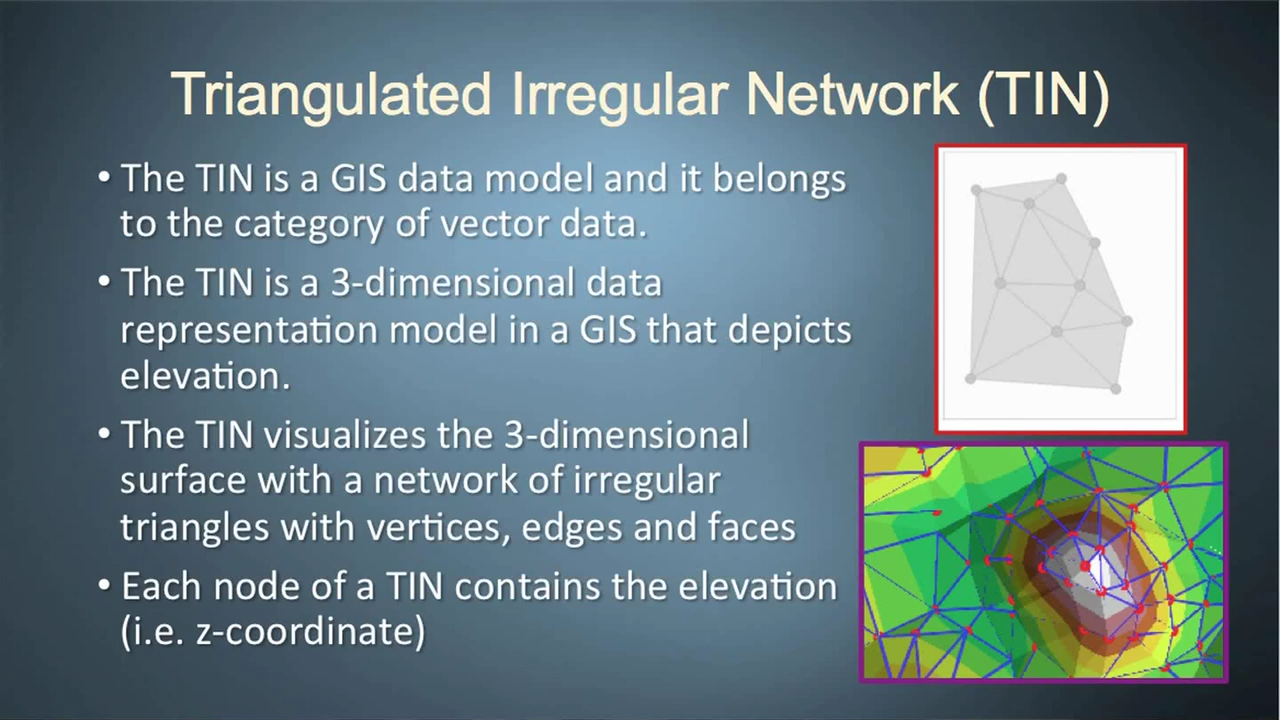 Triangulated Irregular Network (TIN)
• The TIN is a GIS data model and it belongs
to the category of vector data.
• The TIN is a 3-dimensional data
representation model in a GIS that depicts
elevation.
• The TIN visualizes the 3-dimensional
surface with a network of irregular
triangles with vertices, edges and faces
• Each node of a TIN contains the elevation
(i.e. z-coordinate)